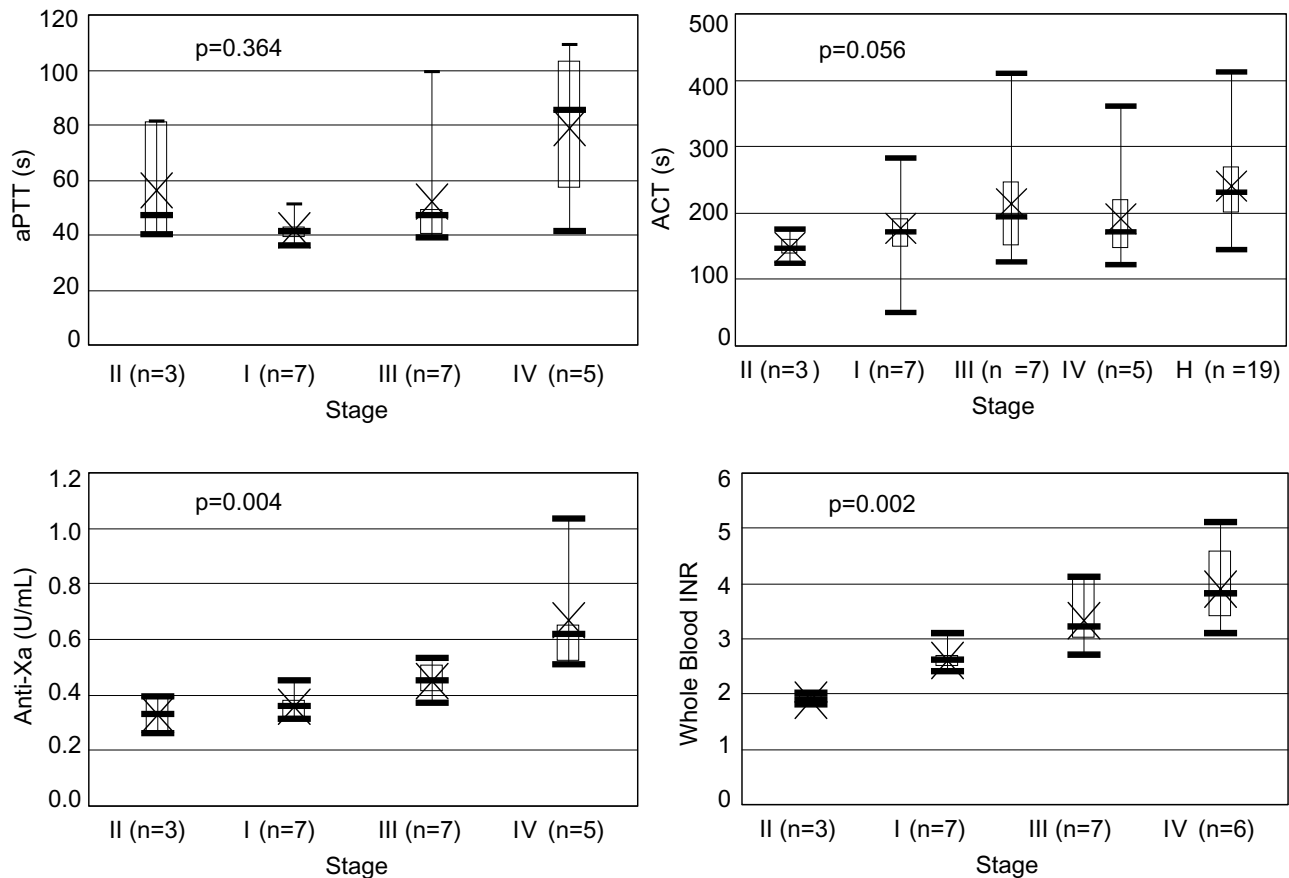 120
100
80
60
40
20
0
aPTT (s)
p=0.364
II (n=3) I (n=7) III (n=7) IV (n=5)
Stage
500
400
300
200
100
0
ACT (s)
p=0.056
II (n=3 ) I (n=7) III (n =7) IV (n=5) H (n =19)
Stage
1.2
1.0
0.8
0.6
0.4
0.2
0.0
Anti-Xa (U/mL)
p=0.004
II (n=3) I (n=7) III (n=7) IV (n=5)
Stage
6
5
4
3
2
1
0
Whole Blood INR
p=0.002
II (n=3) I (n=7) III (n=7) IV (n=6)
Stage